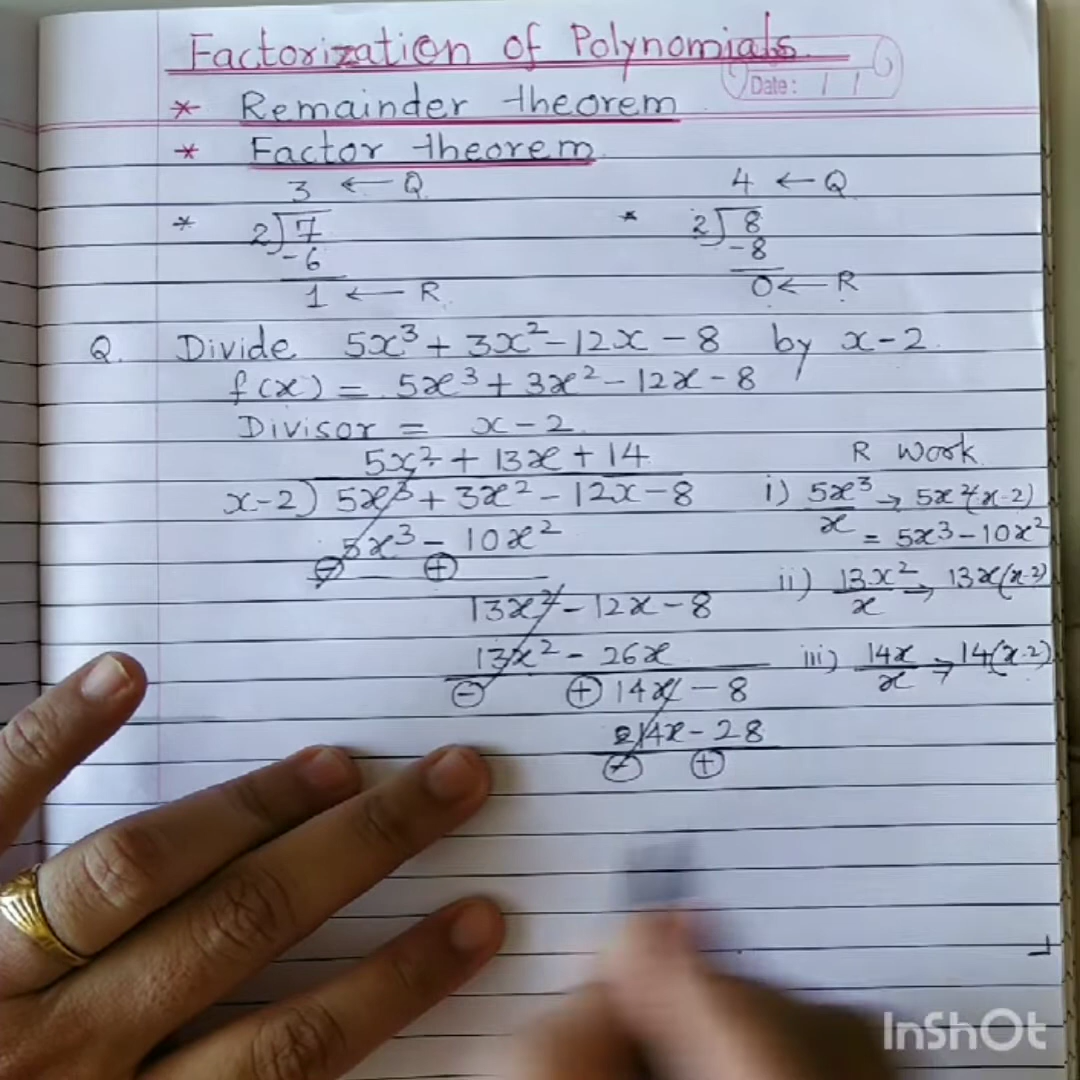 Factorization of Polynomials
Date : / /
* Remainder theorem
* Factor theorem
3 ← Q 4 ← Q
* 2) 7 * 2) 8
-6 -8
1 ← R 0 ← R
Q. Divide 5x³ + 3x² - 12x - 8 by x - 2.
f(x) = 5x³ + 3x² - 12x - 8
Divisor = x - 2
5x² + 13x + 14 R Work
x-2) 5x³ + 3x² - 12x - 8 i) 5x³/x → 5x²(x-2)
5x³ - 10x² = 5x³ - 10x²
⊖ ⊕ ii) 13x²/x → 13x(x-2)
13x² - 12x - 8
13x² - 26x iii) 14x/x → 14(x-2)
⊖ ⊕ 14x - 8
14x - 28
⊖ ⊕
InShOt